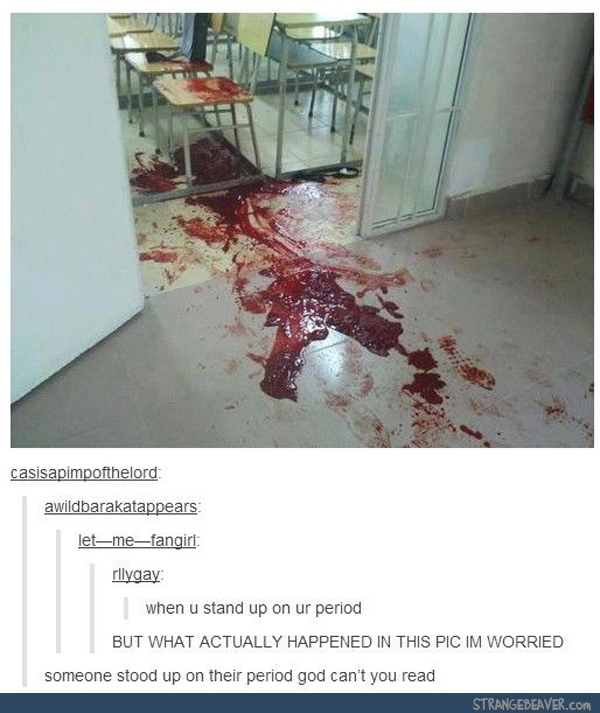 casisapimpofthelord:
awildbarakatappears:
let—me—fangirl:
rllygay:
when u stand up on ur period
BUT WHAT ACTUALLY HAPPENED IN THIS PIC IM WORRIED
someone stood up on their period god can't you read
STRANGEBEAVER.com